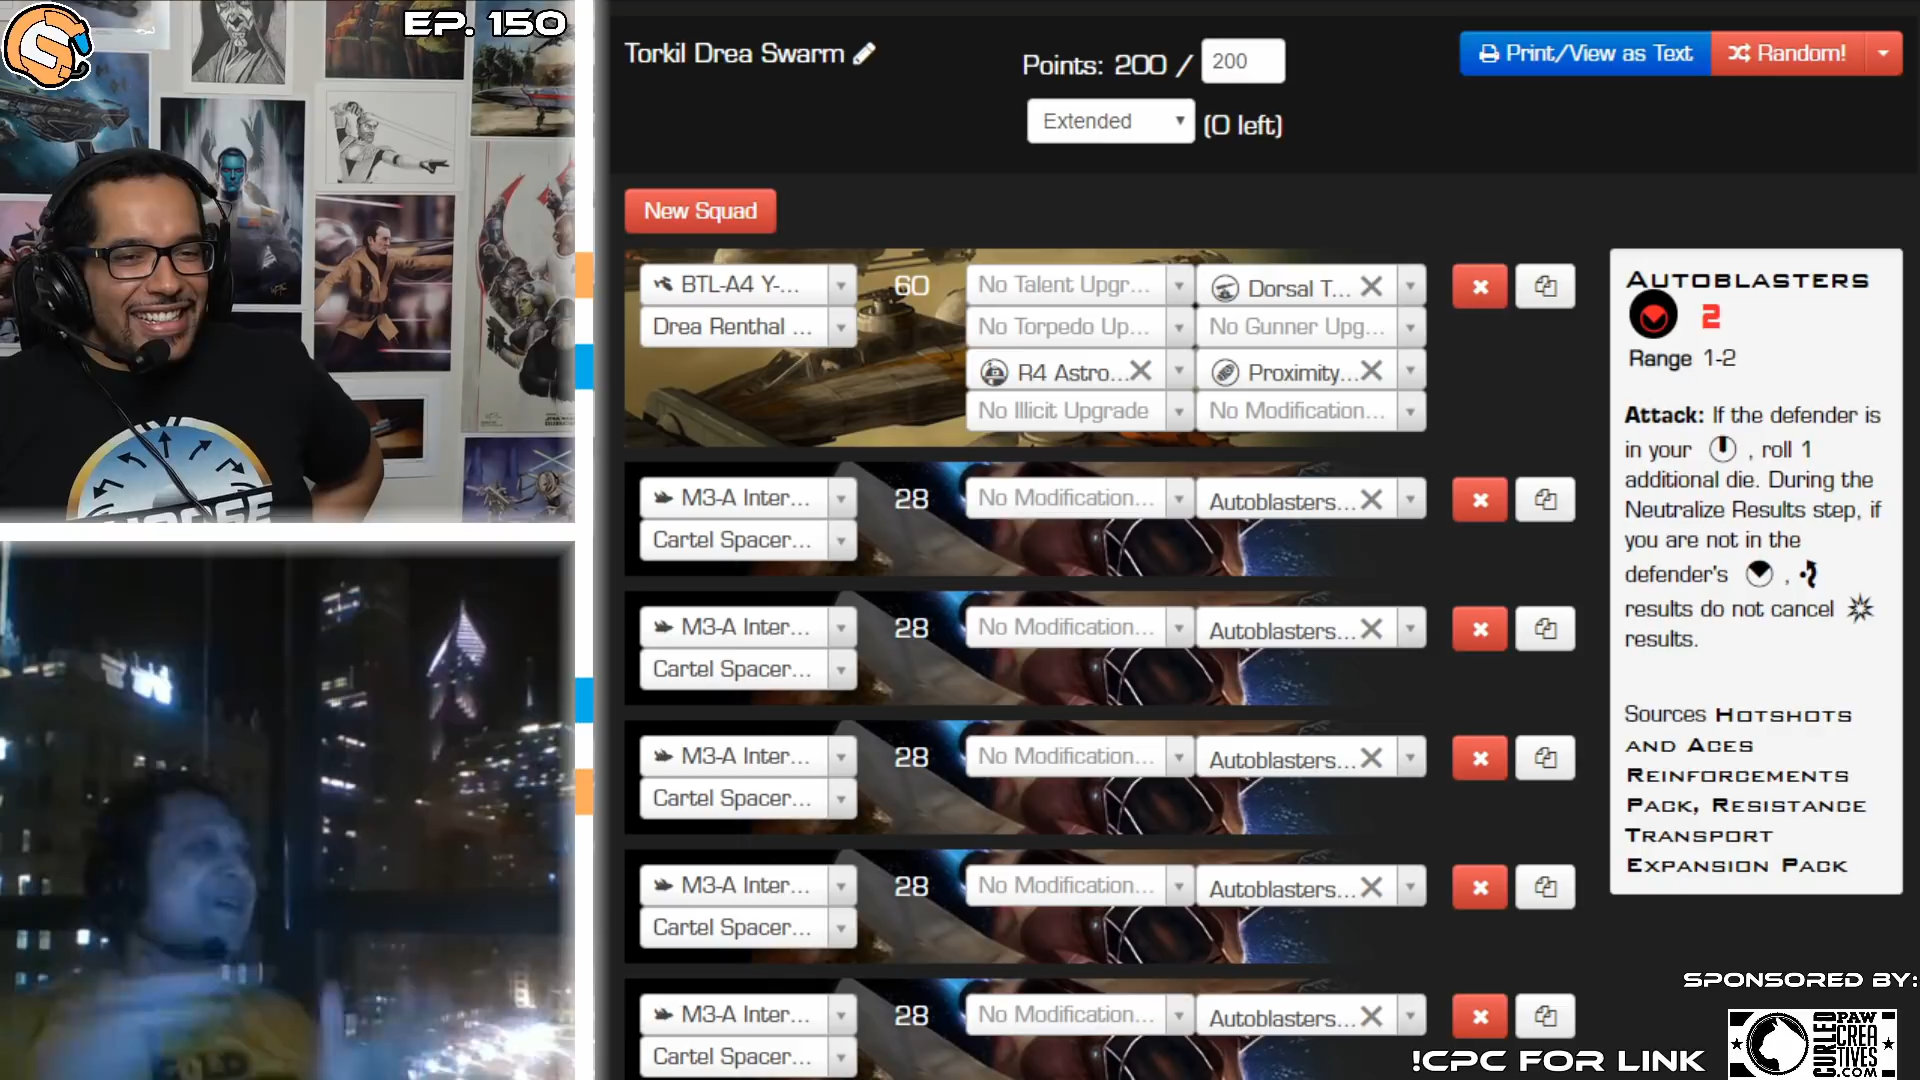 EP. 150
Torkil Drea Swarm
Points: 200 / 200
Extended (0 left)
Print/View as Text
Random!
New Squad
BTL-A4 Y-... 60 No Talent Upgr... Dorsal T...
Drea Renthal ... No Torpedo Up... No Gunner Upg...
R4 Astro... Proximity...
No Illicit Upgrade No Modification...
M3-A Inter... 28 No Modification... Autoblasters...
Cartel Spacer...
M3-A Inter... 28 No Modification... Autoblasters...
Cartel Spacer...
M3-A Inter... 28 No Modification... Autoblasters...
Cartel Spacer...
M3-A Inter... 28 No Modification... Autoblasters...
Cartel Spacer...
M3-A Inter... 28 No Modification... Autoblasters...
Cartel Spacer...
AUTOBLASTERS
2
Range 1-2
Attack: If the defender is
in your , roll 1
additional die. During the
Neutralize Results step, if
you are not in the
defender's ,
results do not cancel
results.
Sources HOTSHOTS
AND ACES
REINFORCEMENTS
PACK, RESISTANCE
TRANSPORT
EXPANSION PACK
SPONSORED BY:
!CPC FOR LINK
CURLED PAW CREATIVES .COM